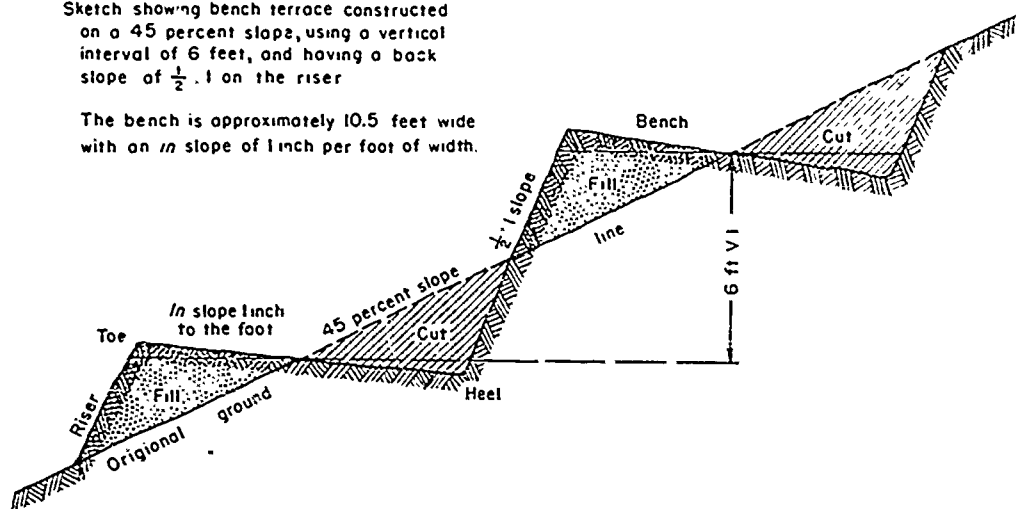 Sketch showing bench terrace constructed
on a 45 percent slope, using a vertical
interval of 6 feet, and having a back
slope of ½ : 1 on the riser
The bench is approximately 10.5 feet wide
with an in slope of 1 inch per foot of width.
Bench
Cut
Fill
½:1 slope
line
6 ft V I
45 percent slope
In slope 1 inch
to the foot
Toe
Cut
Riser
Fill
Heel
Origional ground